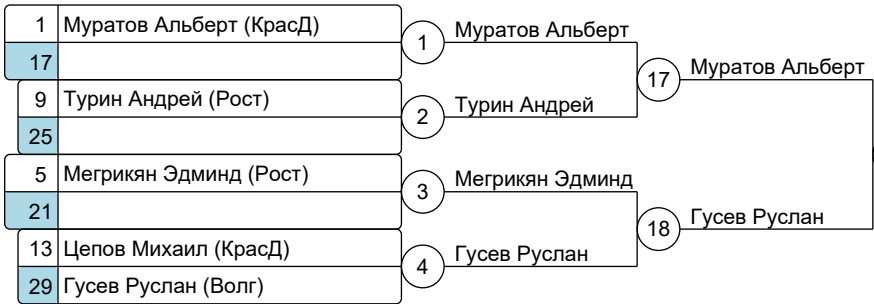 1 Муратов Альберт (КрасД)
1 Муратов Альберт
17
17 Муратов Альберт
9 Турин Андрей (Рост)
2 Турин Андрей
25
5 Мегрикян Эдминд (Рост)
3 Мегрикян Эдминд
21
18 Гусев Руслан
13 Цепов Михаил (КрасД)
4 Гусев Руслан
29 Гусев Руслан (Волг)